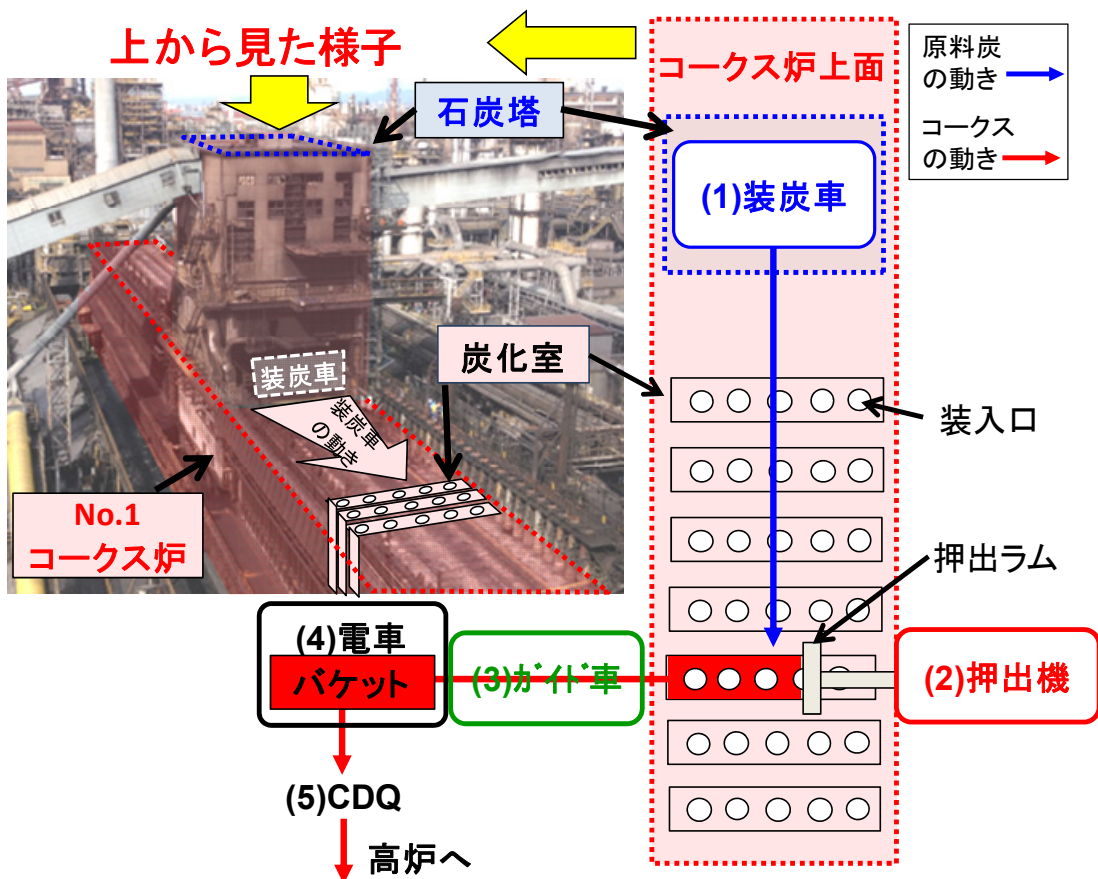 上から見た様子
石炭塔
コークス炉上面
原料炭
の動き
コークス
の動き
(1)装炭車
炭化室
装炭車
装炭車
の動き
装入口
No.1
コークス炉
押出ラム
(4)電車
バケット
(3)ｶﾞｲﾄﾞ車
(2)押出機
(5)CDQ
高炉へ